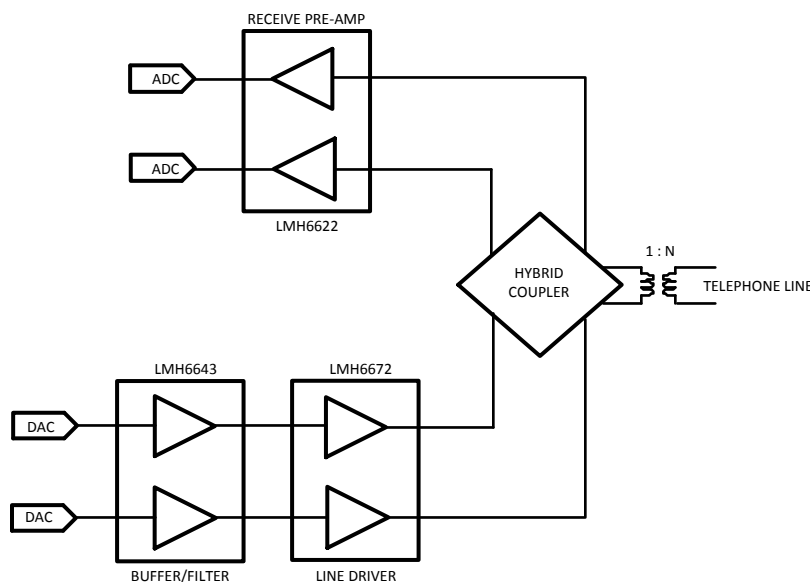 RECEIVE PRE-AMP
ADC
ADC
LMH6622
1 : N
HYBRID
COUPLER
TELEPHONE LINE
LMH6643
LMH6672
DAC
DAC
BUFFER/FILTER
LINE DRIVER